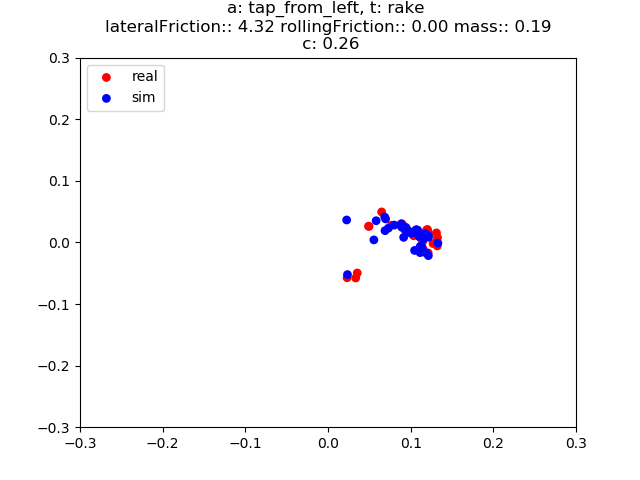 a: tap_from_left, t: rake
lateralFriction:: 4.32 rollingFriction:: 0.00 mass:: 0.19
c: 0.26
real
sim
0.3
0.2
0.1
0.0
−0.1
−0.2
−0.3
−0.3
−0.2
−0.1
0.0
0.1
0.2
0.3